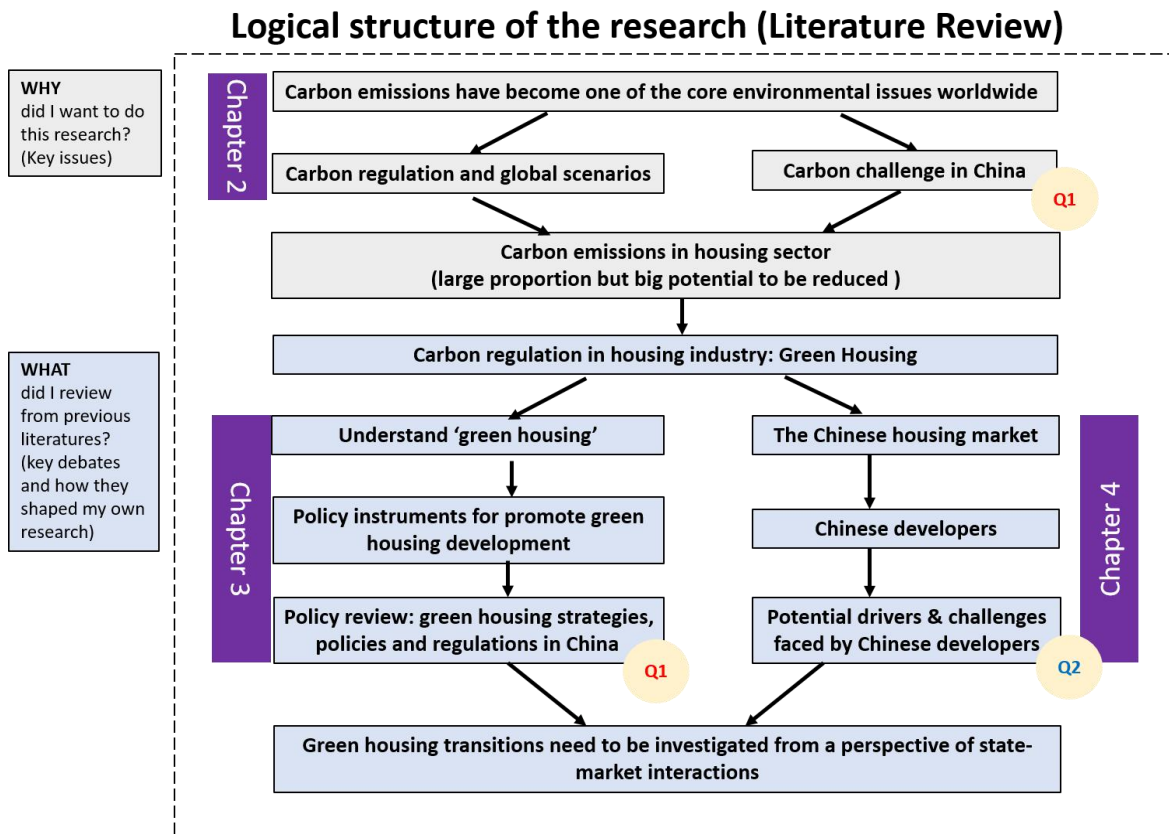 Logical structure of the research (Literature Review)
WHY
did I want to do
this research?
(Key issues)
Chapter 2
Carbon emissions have become one of the core environmental issues worldwide
Carbon regulation and global scenarios
Carbon challenge in China
Q1
Carbon emissions in housing sector
(large proportion but big potential to be reduced )
WHAT
did I review
from previous
literatures?
(key debates
and how they
shaped my own
research)
Carbon regulation in housing industry: Green Housing
Chapter 3
Understand ‘green housing’
Policy instruments for promote green
housing development
Policy review: green housing strategies,
policies and regulations in China
Q1
The Chinese housing market
Chinese developers
Potential drivers & challenges
faced by Chinese developers
Q2
Chapter 4
Green housing transitions need to be investigated from a perspective of state-
market interactions